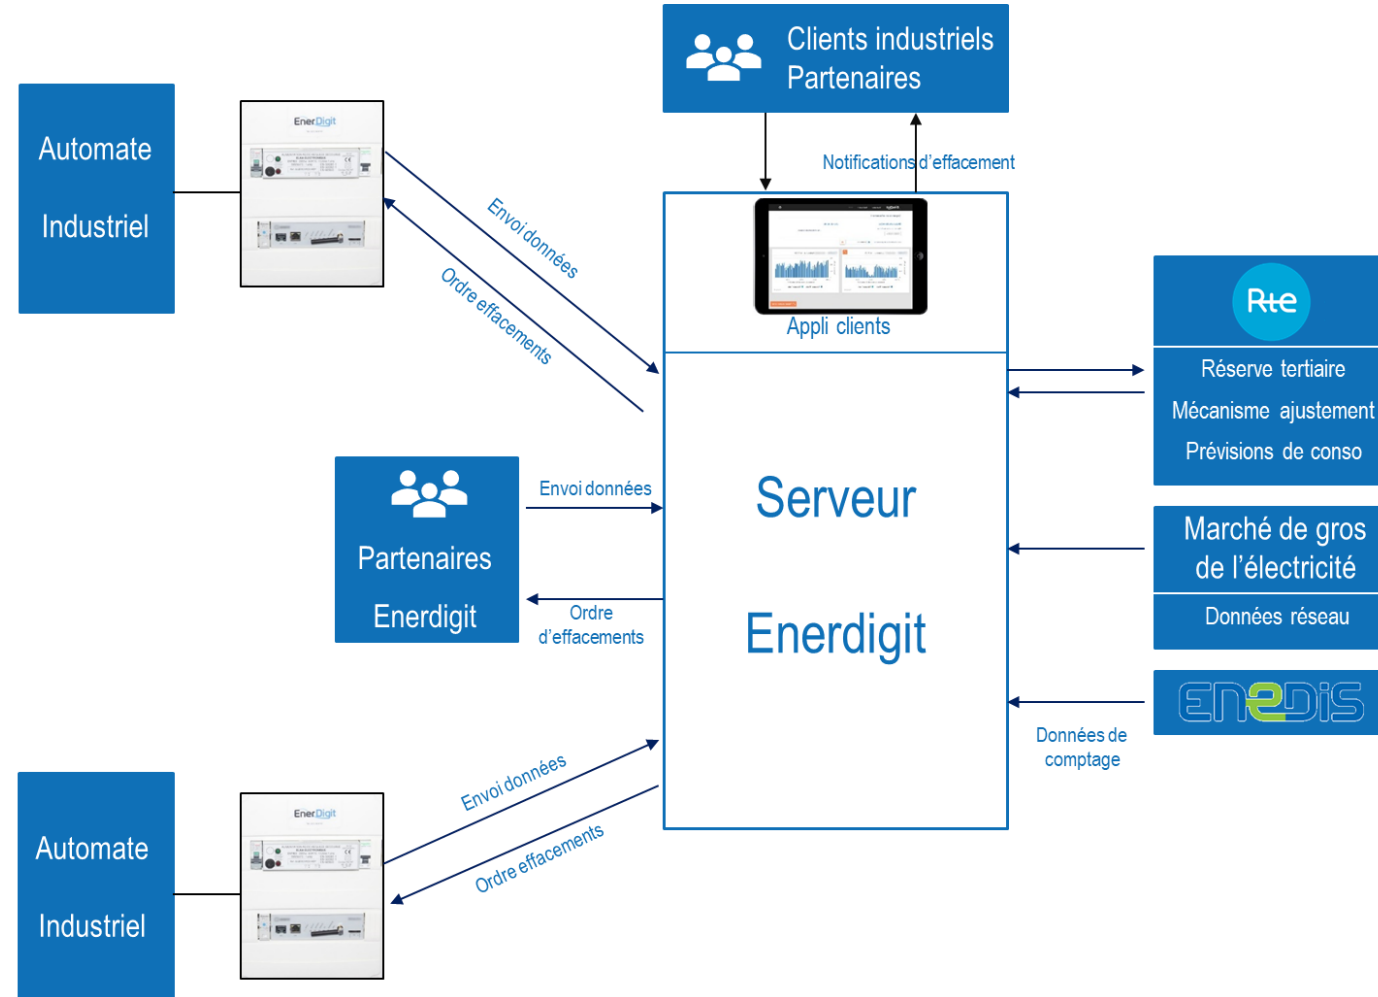 Clients industriels
Partenaires
Automate
Industriel
EnerDigit
Notifications d'effacement
Envoi données
Ordre effacements
Appli clients
Rte
Réserve tertiaire
Mécanisme ajustement
Prévisions de conso
Partenaires
Enerdigit
Envoi données
Ordre
d'effacements
Serveur
Enerdigit
Marché de gros
de l'électricité
Données réseau
ENEDIS
Données de
comptage
Automate
Industriel
EnerDigit
Envoi données
Ordre effacements